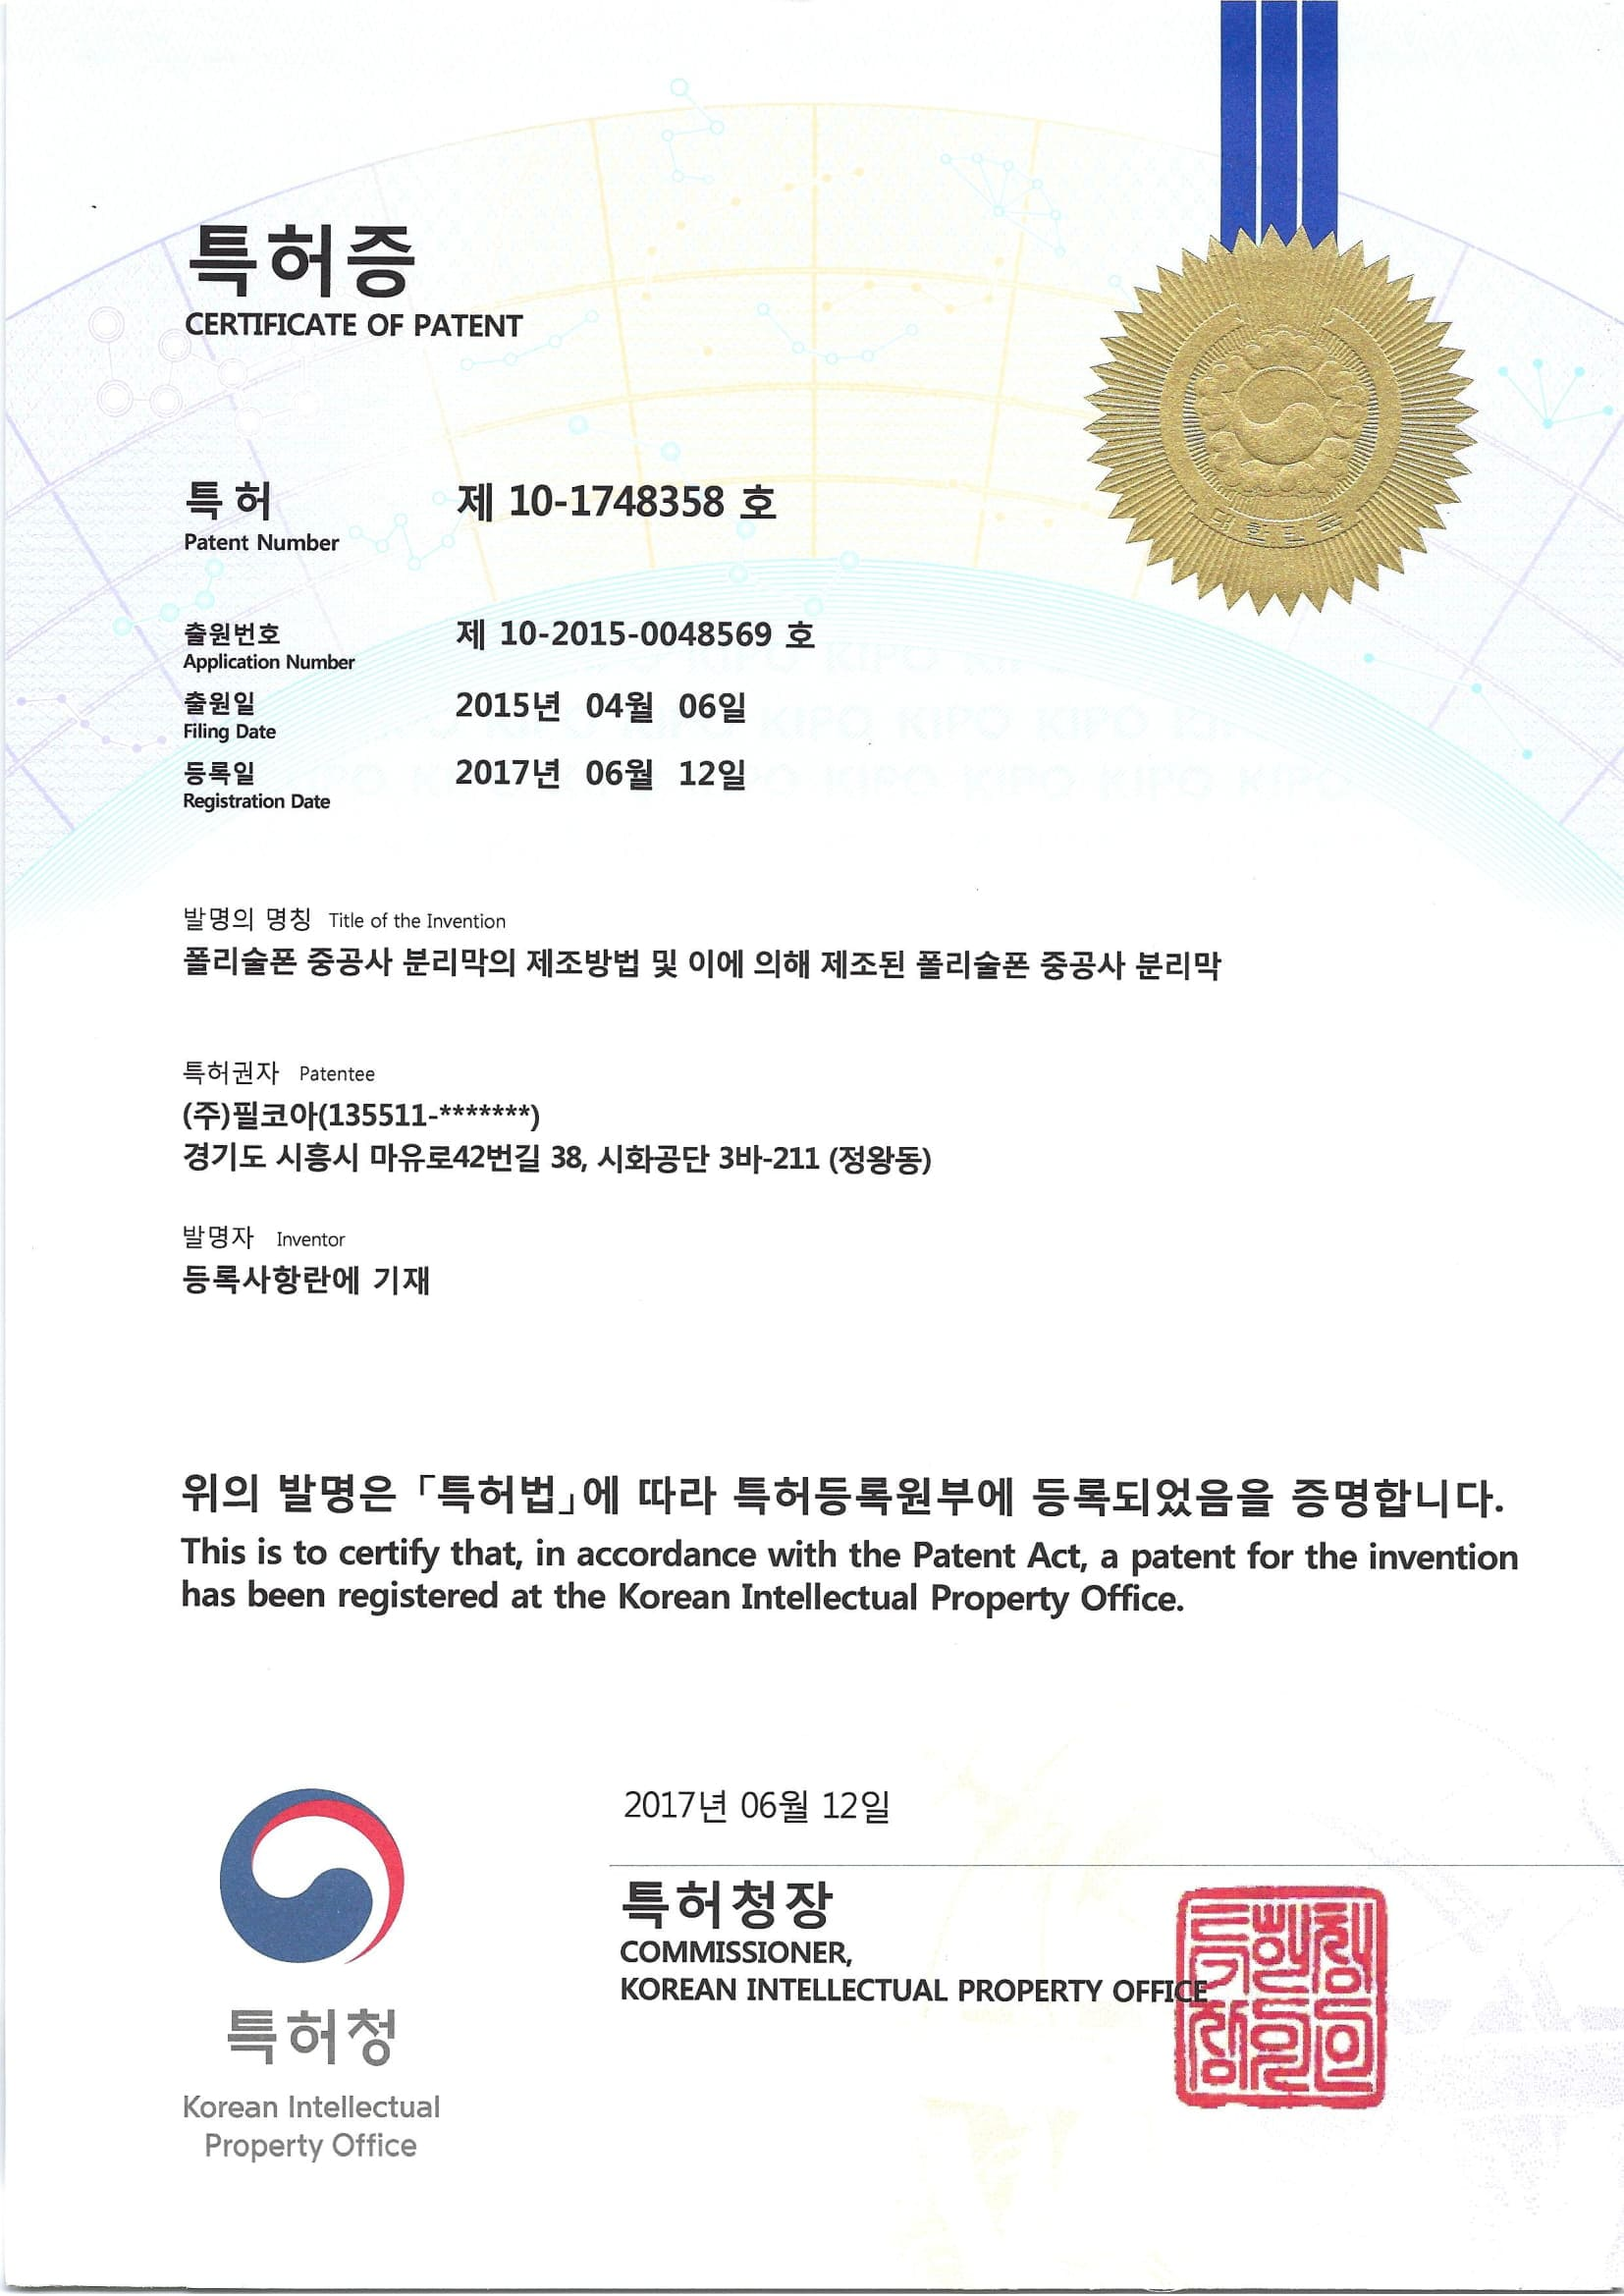 특허증
CERTIFICATE OF PATENT
특 허 제 10-1748358 호
Patent Number
출원번호 제 10-2015-0048569 호
Application Number
출원일 2015년 04월 06일
Filing Date
등록일 2017년 06월 12일
Registration Date
KIPO KIPO KIPO
발명의 명칭 Title of the Invention
폴리술폰 중공사 분리막의 제조방법 및 이에 의해 제조된 폴리술폰 중공사 분리막
특허권자 Patentee
(주)필코아(135511-*******)
경기도 시흥시 마유로42번길 38, 시화공단 3바-211 (정왕동)
발명자 Inventor
등록사항란에 기재
위의 발명은 「특허법」에 따라 특허등록원부에 등록되었음을 증명합니다.
This is to certify that, in accordance with the Patent Act, a patent for the invention
has been registered at the Korean Intellectual Property Office.
2017년 06월 12일
특허청장
COMMISSIONER,
KOREAN INTELLECTUAL PROPERTY OFFICE
특허청
Korean Intellectual
Property Office